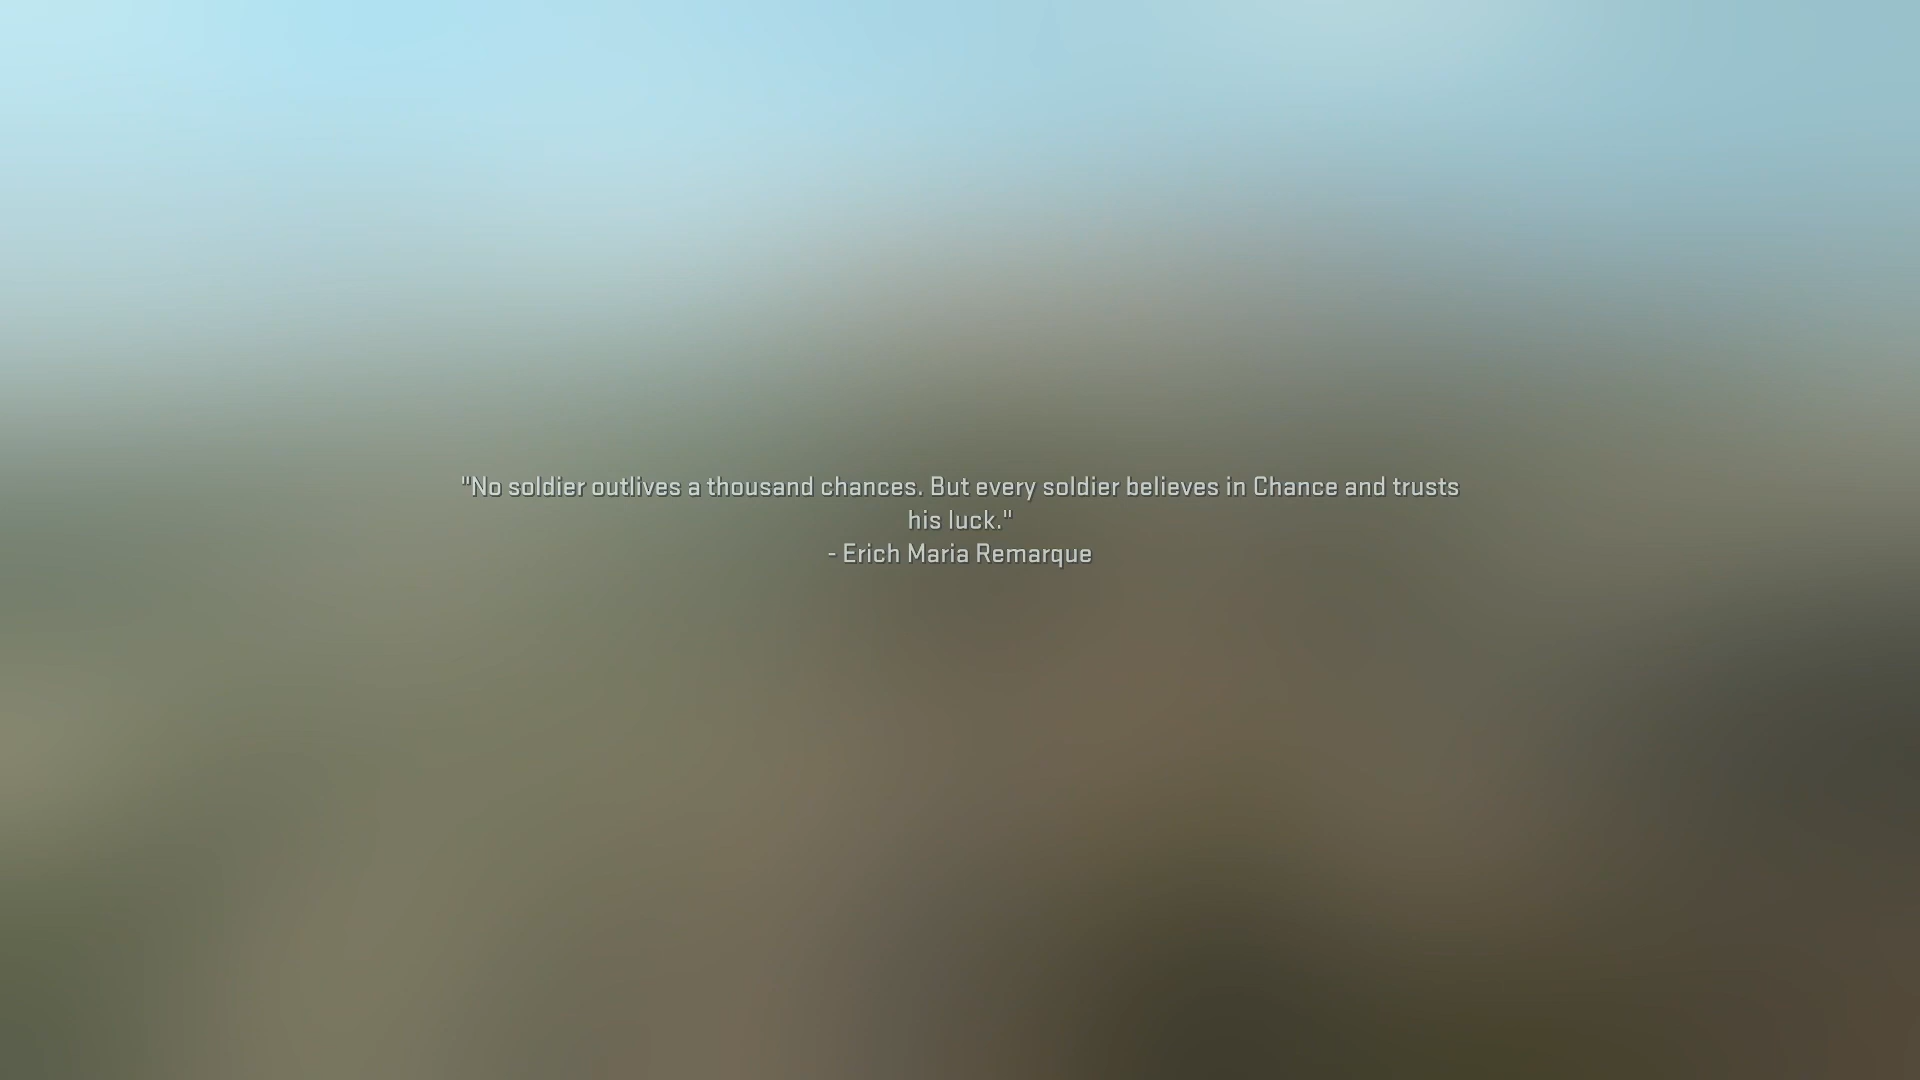 "No soldier outlives a thousand chances. But every soldier believes in Chance and trusts
his luck."
- Erich Maria Remarque